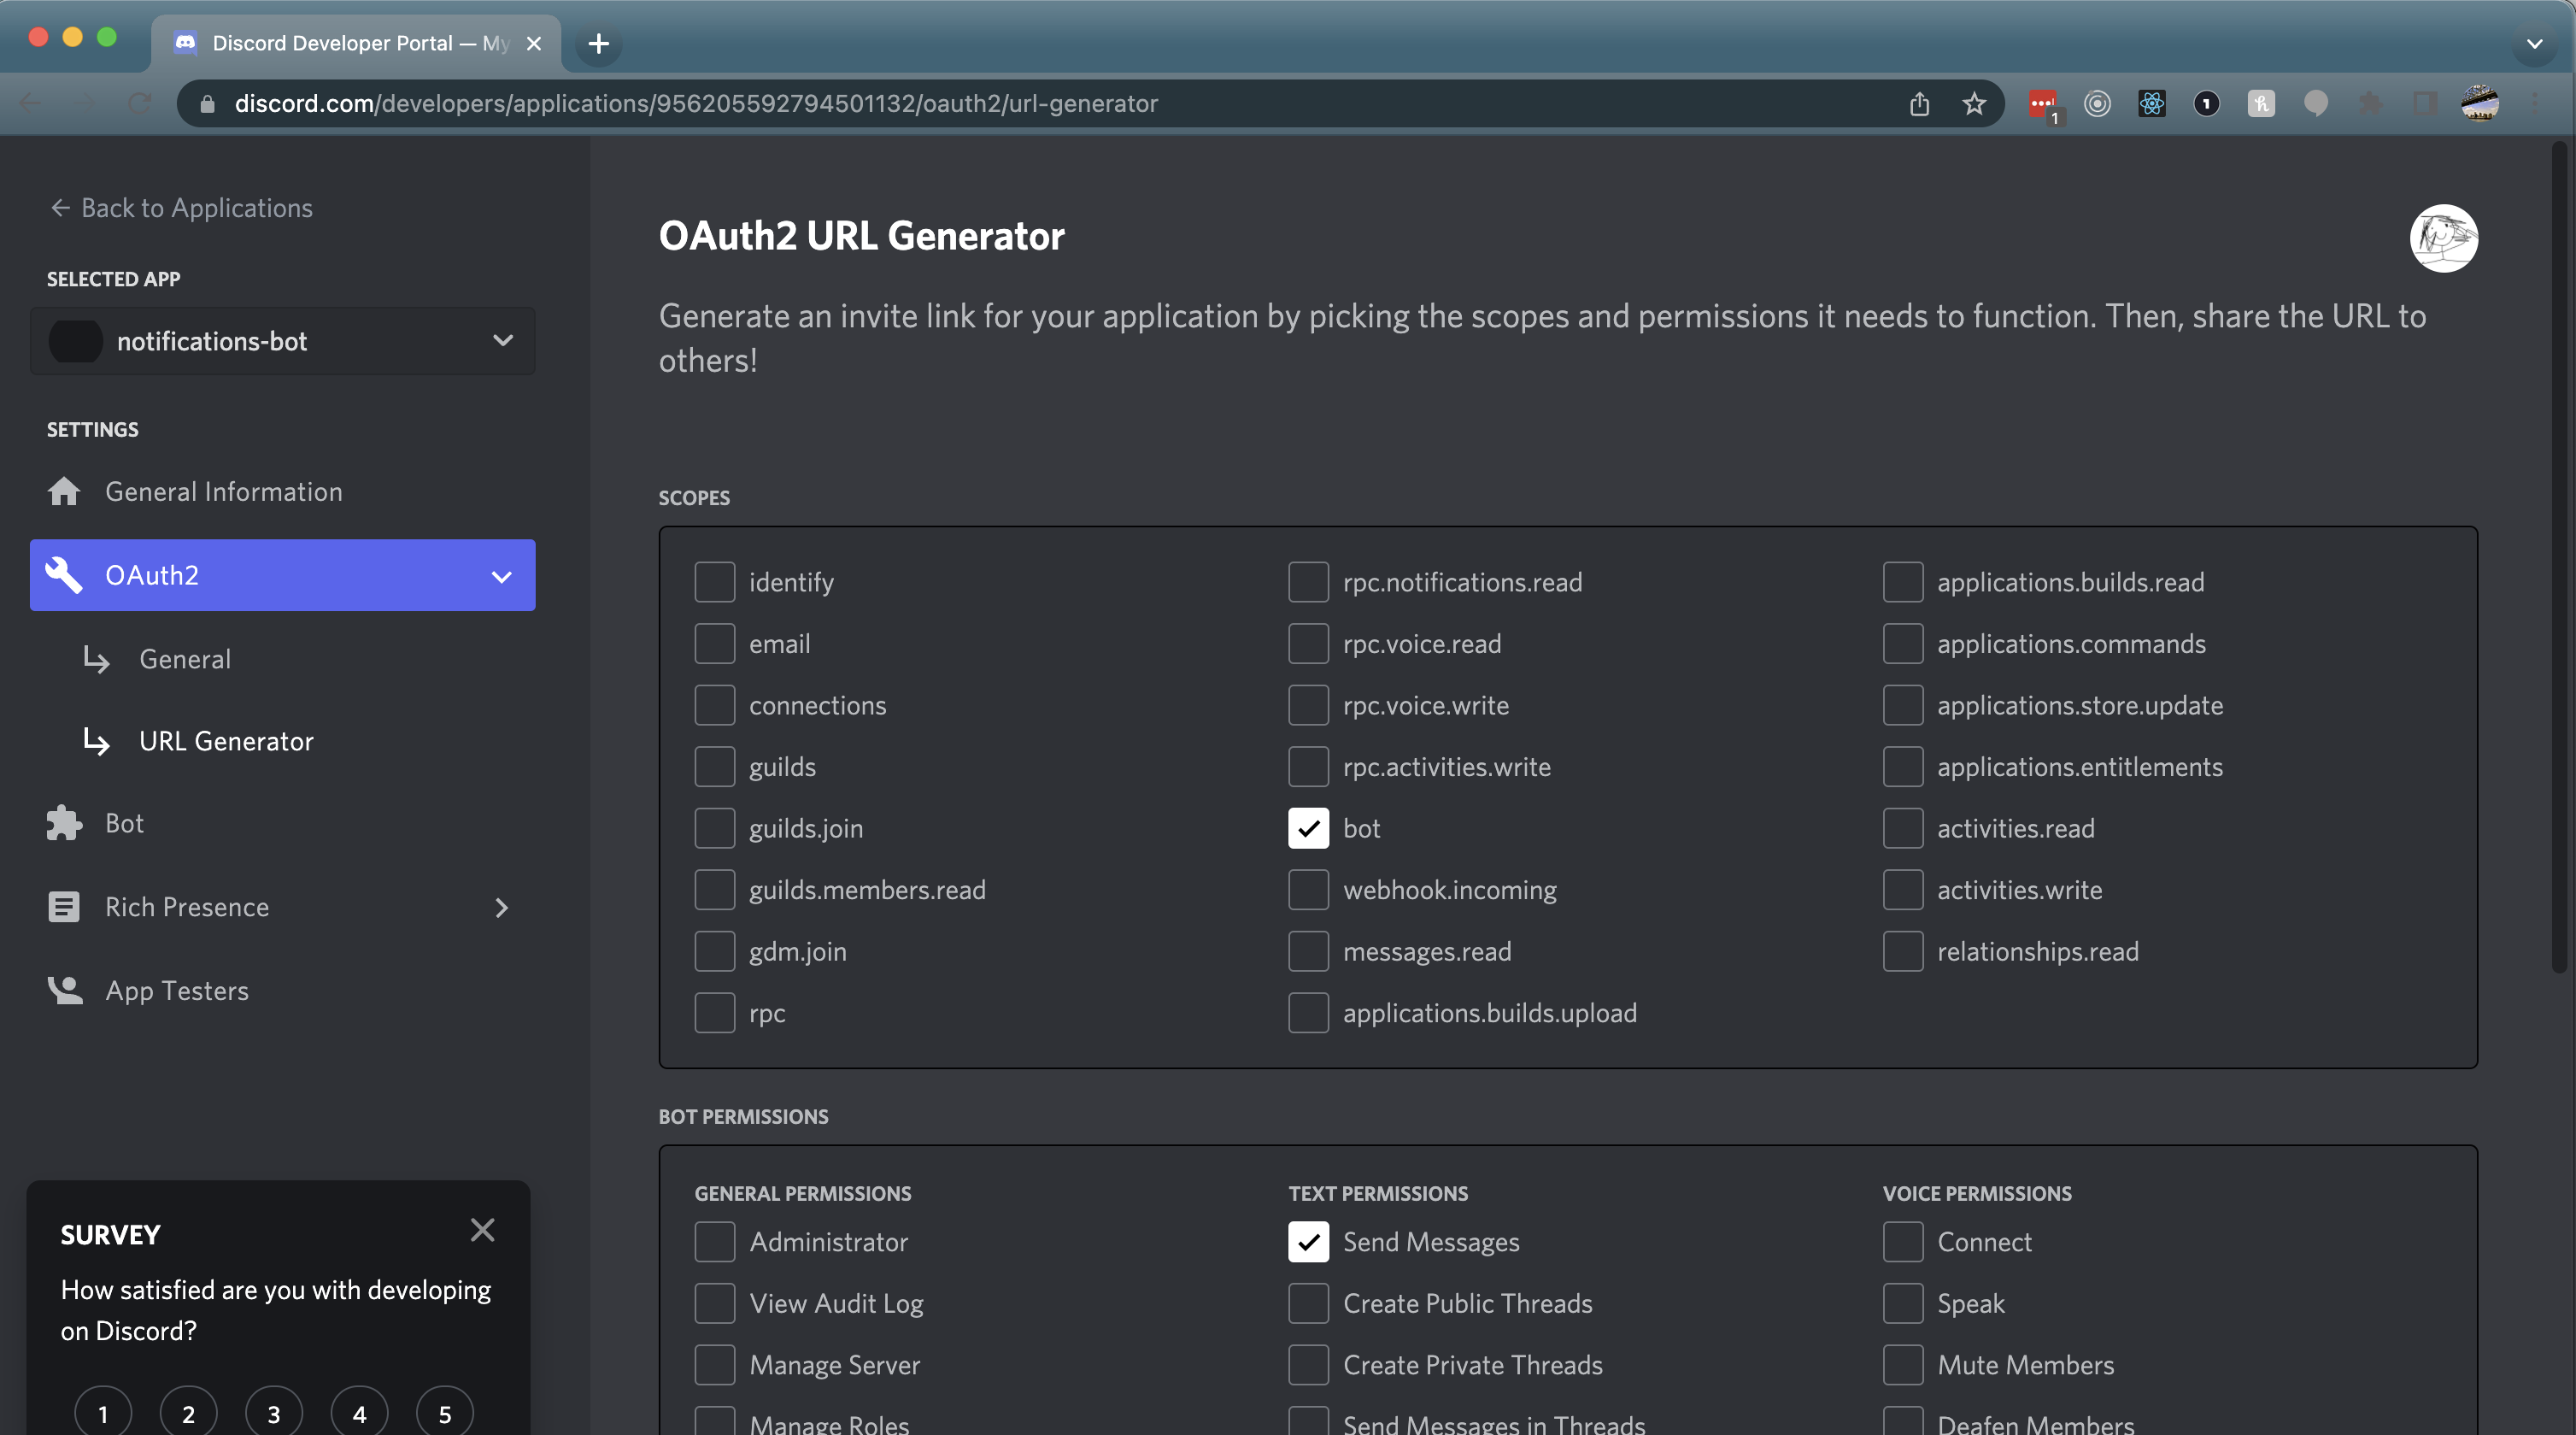 Discord Developer Portal — My
discord.com/developers/applications/956205592794501132/oauth2/url-generator
1
1
Back to Applications
SELECTED APP
notifications-bot
SETTINGS
General Information
OAuth2
General
URL Generator
Bot
Rich Presence
App Testers
SURVEY
How satisfied are you with developing
on Discord?
1 2 3 4 5
OAuth2 URL Generator
Generate an invite link for your application by picking the scopes and permissions it needs to function. Then, share the URL to
others!
SCOPES
identify
email
connections
guilds
guilds.join
guilds.members.read
gdm.join
rpc
rpc.notifications.read
rpc.voice.read
rpc.voice.write
rpc.activities.write
bot
webhook.incoming
messages.read
applications.builds.upload
applications.builds.read
applications.commands
applications.store.update
applications.entitlements
activities.read
activities.write
relationships.read
BOT PERMISSIONS
GENERAL PERMISSIONS
Administrator
View Audit Log
Manage Server
Manage Roles
TEXT PERMISSIONS
Send Messages
Create Public Threads
Create Private Threads
Send Messages in Threads
VOICE PERMISSIONS
Connect
Speak
Mute Members
Deafen Members